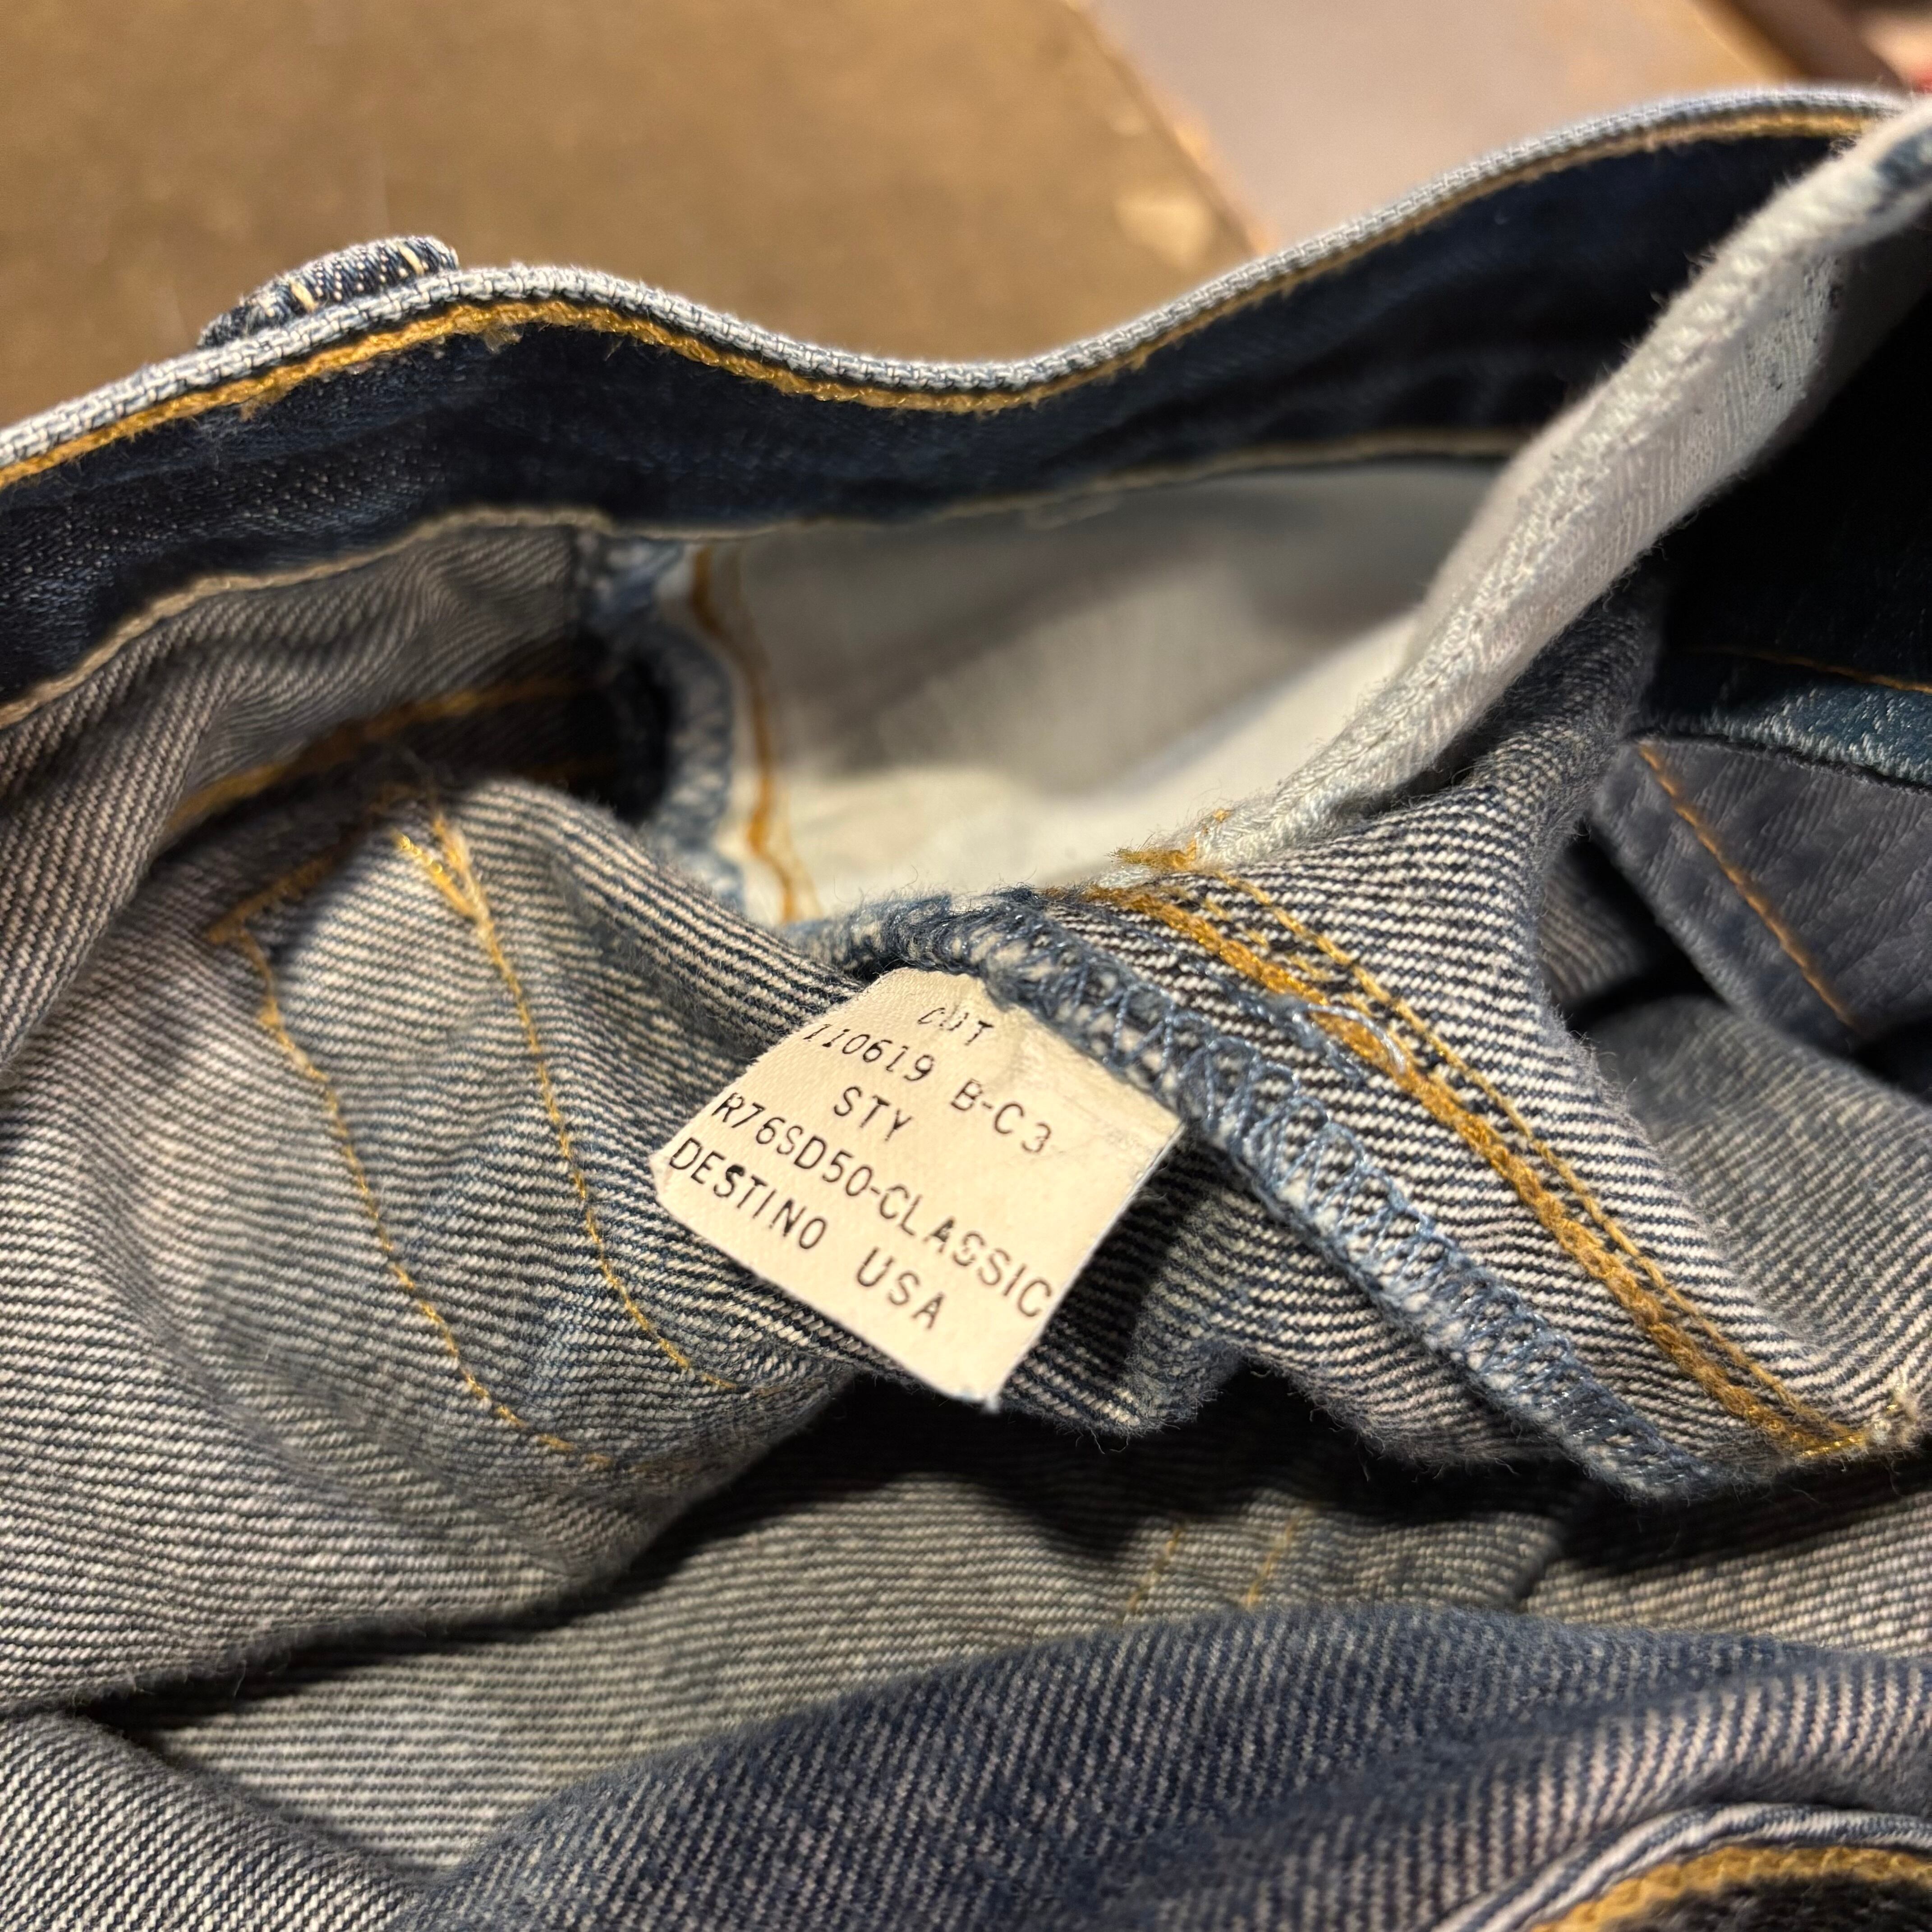 CUT
110619 B-C3
STY
R76SD50-CLASSIC
DESTINO USA